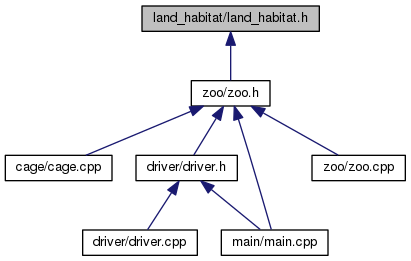 land_habitat/land_habitat.h
zoo/zoo.h
cage/cage.cpp
driver/driver.h
zoo/zoo.cpp
driver/driver.cpp
main/main.cpp